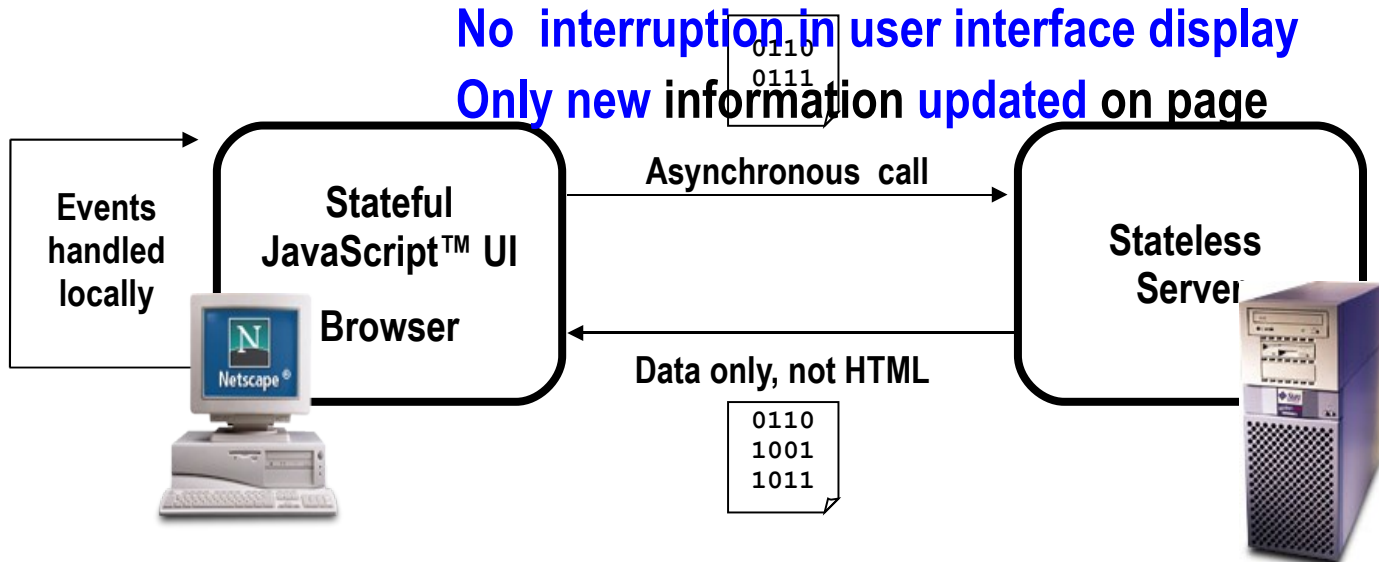 No interruption in user interface display
0110
0111
Only new information updated on page
Events
handled
locally
Stateful
JavaScript™ UI
Browser
Asynchronous call
Data only, not HTML
0110
1001
1011
Stateless
Server
N
Netscape ®
Sun